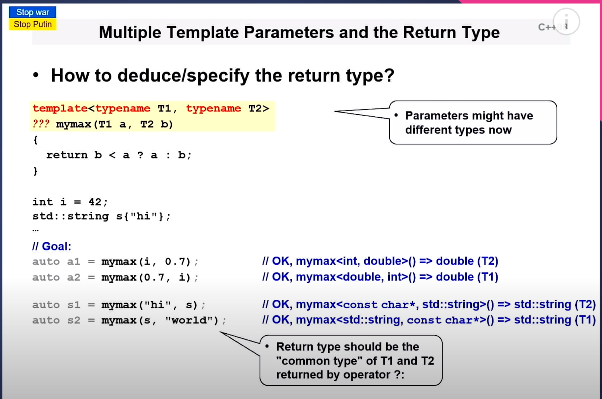 Stop war
Stop Putin
Multiple Template Parameters and the Return Type
C++
i
• How to deduce/specify the return type?
template<typename T1, typename T2>
??? mymax(T1 a, T2 b)
{
return b < a ? a : b;
}
• Parameters might have
different types now
int i = 42;
std::string s{"hi"};
…
// Goal:
auto a1 = mymax(i, 0.7); // OK, mymax<int, double>() => double (T2)
auto a2 = mymax(0.7, i); // OK, mymax<double, int>() => double (T1)
auto s1 = mymax("hi", s); // OK, mymax<const char*, std::string>() => std::string (T2)
auto s2 = mymax(s, "world"); // OK, mymax<std::string, const char*>() => std::string (T1)
• Return type should be the
"common type" of T1 and T2
returned by operator ?: